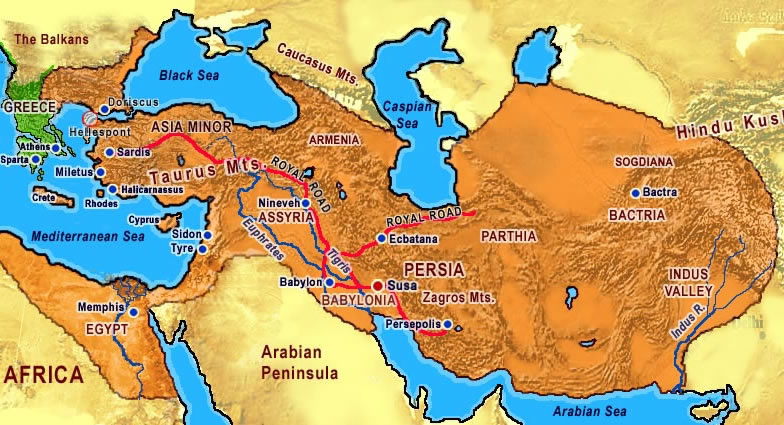 The Balkans
Black Sea
Caucasus Mts.
Caspian
Sea
Hindu Kush
GREECE
Doriscus
Hellespont
ASIA MINOR
ARMENIA
SOGDIANA
Athens
Sparta
Sardis
Taurus Mts.
ROYAL ROAD
Miletus
Halicarnassus
Bactra
Crete
Rhodes
Nineveh
ASSYRIA
ROYAL ROAD
BACTRIA
Cyprus
Sidon
Mediterranean Sea
Tyre
Euphrates
Tigris
Ecbatana
PARTHIA
PERSIA
INDUS
VALLEY
Babylon
Susa
BABYLONIA
Zagros Mts.
Memphis
EGYPT
Persepolis
Indus R.
Arabian
Peninsula
AFRICA
Arabian Sea